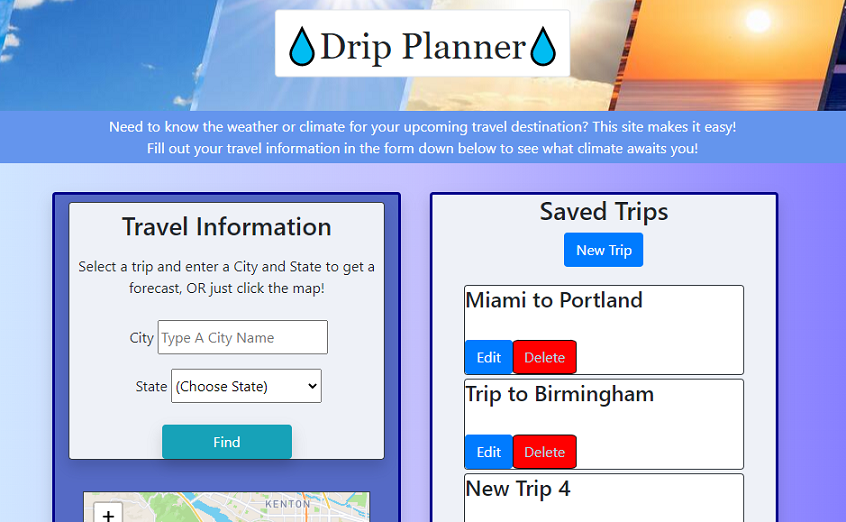 Drip Planner
Need to know the weather or climate for your upcoming travel destination? This site makes it easy!
Fill out your travel information in the form down below to see what climate awaits you!
Travel Information
Select a trip and enter a City and State to get a
forecast, OR just click the map!
City Type A City Name
State (Choose State)
Find
KENTON
+
Saved Trips
New Trip
Miami to Portland
Edit Delete
Trip to Birmingham
Edit Delete
New Trip 4